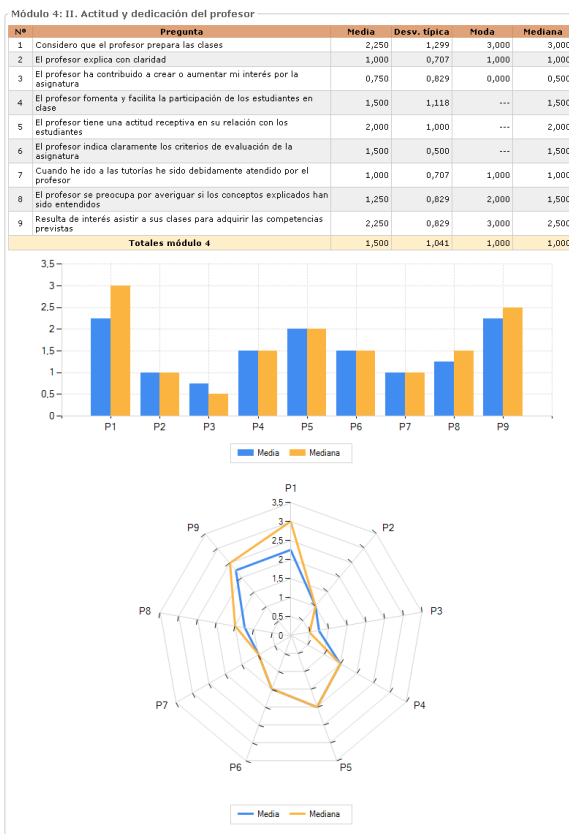 Módulo 4: II. Actitud y dedicación del profesor
Nº Pregunta Media Desv. típica Moda Mediana
1 Considero que el profesor prepara las clases 2,250 1,299 3,000 3,000
2 El profesor explica con claridad 1,000 0,707 1,000 1,000
3 El profesor ha contribuido a crear o aumentar mi interés por la
asignatura 0,750 0,829 0,000 0,500
4 El profesor fomenta y facilita la participación de los estudiantes en
clase 1,500 1,118 --- 1,500
5 El profesor tiene una actitud receptiva en su relación con los
estudiantes 2,000 1,000 --- 2,000
6 El profesor indica claramente los criterios de evaluación de la
asignatura 1,500 0,500 --- 1,500
7 Cuando he ido a las tutorías he sido debidamente atendido por el
profesor 1,000 0,707 1,000 1,000
8 El profesor se preocupa por averiguar si los conceptos explicados han
sido entendidos 1,250 0,829 2,000 1,500
9 Resulta de interés asistir a sus clases para adquirir las competencias
previstas 2,250 0,829 3,000 2,500
Totales módulo 4 1,500 1,041 1,000 1,000
3,5
3
2,5
2
1,5
1
0,5
0
P1 P2 P3 P4 P5 P6 P7 P8 P9
Media Mediana
P1
P2
P3
P4
P5
P6
P7
P8
P9
3,5
3
2,5
2
1,5
1
0,5
0
Media Mediana